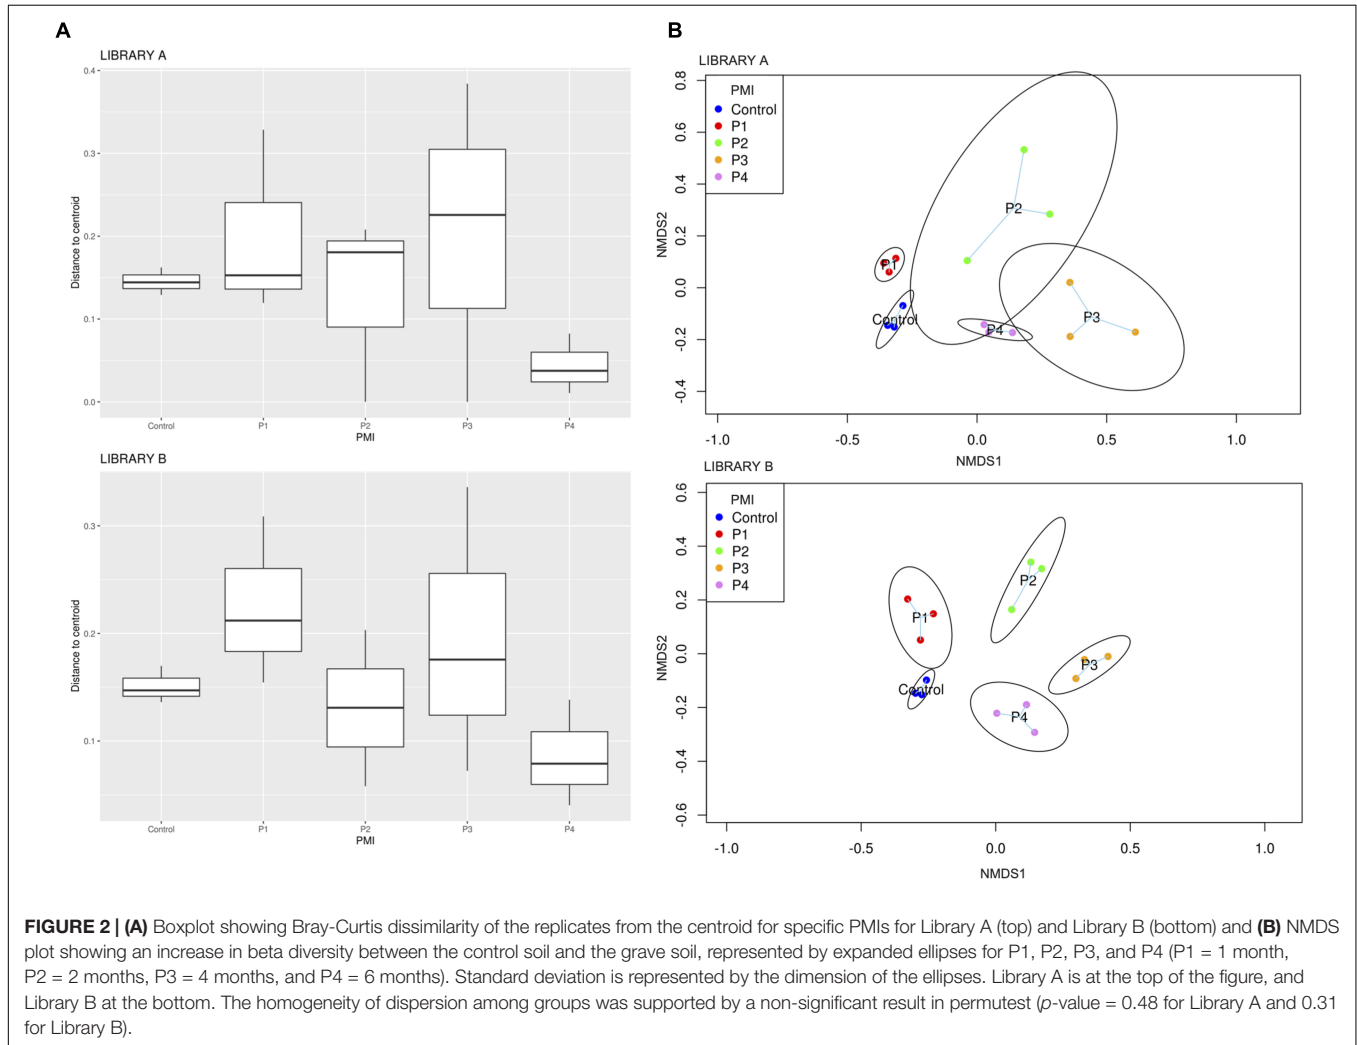 A
LIBRARY A
0.4
0.3
0.2
0.1
0.0
Distance to centroid
Control P1 P2 P3 P4
PMI
LIBRARY B
0.3
0.2
0.1
Distance to centroid
Control P1 P2 P3 P4
PMI
B
LIBRARY A
0.8
0.6
0.4
0.2
0.0
-0.2
-0.4
NMDS2
PMI
Control
P1
P2
P3
P4
P2
P1
Control
P4
P3
-1.0 -0.5 0.0 0.5 1.0
NMDS1
LIBRARY B
0.6
0.4
0.2
0.0
-0.2
-0.4
-0.6
NMDS2
PMI
Control
P1
P2
P3
P4
P2
P1
P3
Control
P4
-1.0 -0.5 0.0 0.5 1.0
NMDS1
FIGURE 2 | (A) Boxplot showing Bray-Curtis dissimilarity of the replicates from the centroid for specific PMIs for Library A (top) and Library B (bottom) and (B) NMDS
plot showing an increase in beta diversity between the control soil and the grave soil, represented by expanded ellipses for P1, P2, P3, and P4 (P1 = 1 month,
P2 = 2 months, P3 = 4 months, and P4 = 6 months). Standard deviation is represented by the dimension of the ellipses. Library A is at the top of the figure, and
Library B at the bottom. The homogeneity of dispersion among groups was supported by a non-significant result in permutest (p-value = 0.48 for Library A and 0.31
for Library B).